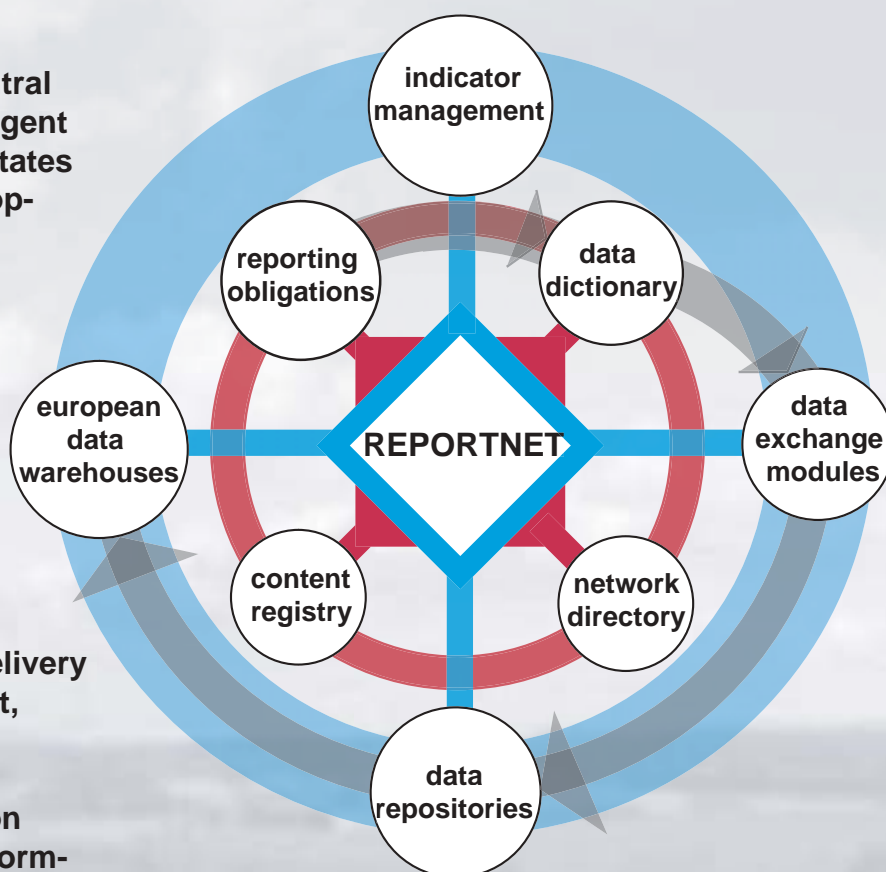 tral
gent
tates
op-
elivery
t,
on
orm-
indicator
management
reporting
obligations
data
dictionary
european
data
warehouses
REPORTNET
data
exchange
modules
content
registry
network
directory
data
repositories